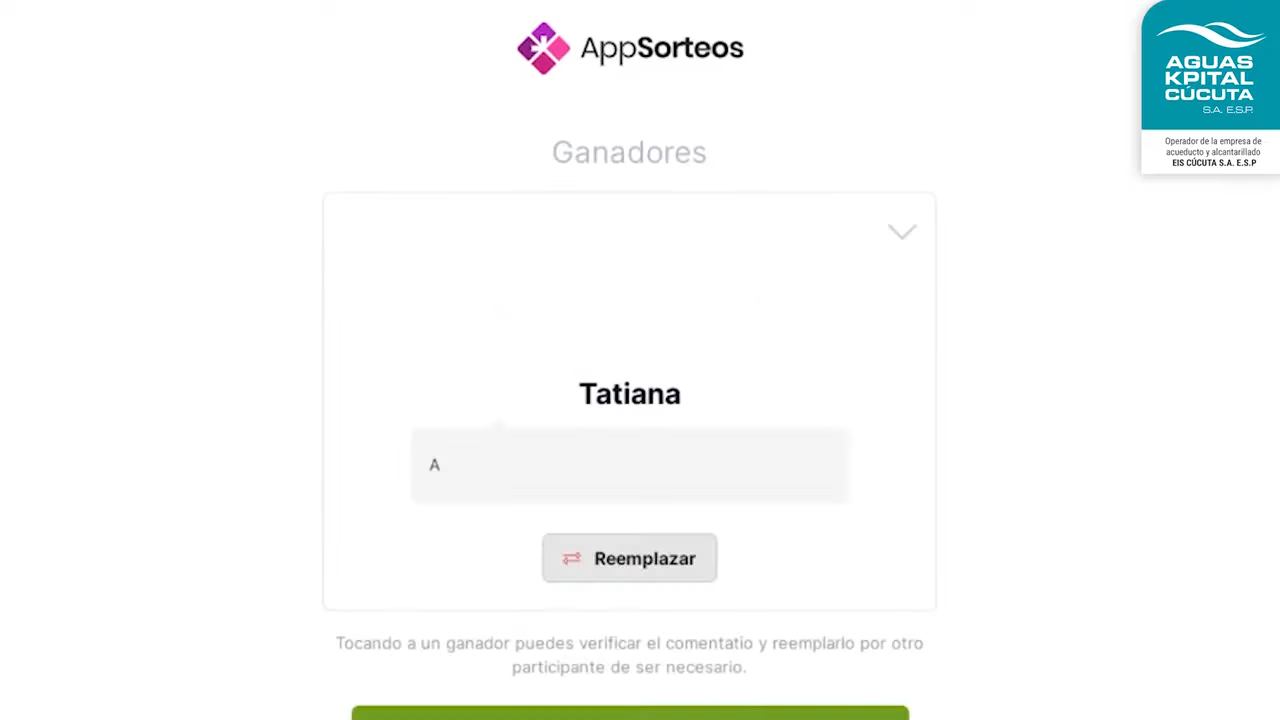 AppSorteos
AGUAS
KPITAL
CÚCUTA
S.A. E.S.P.
Operador de la empresa de
acueducto y alcantarillado
EIS CÚCUTA S.A. E.S.P
Ganadores
Tatiana
A
Reemplazar
Tocando a un ganador puedes verificar el comentatio y reemplarlo por otro
participante de ser necesario.